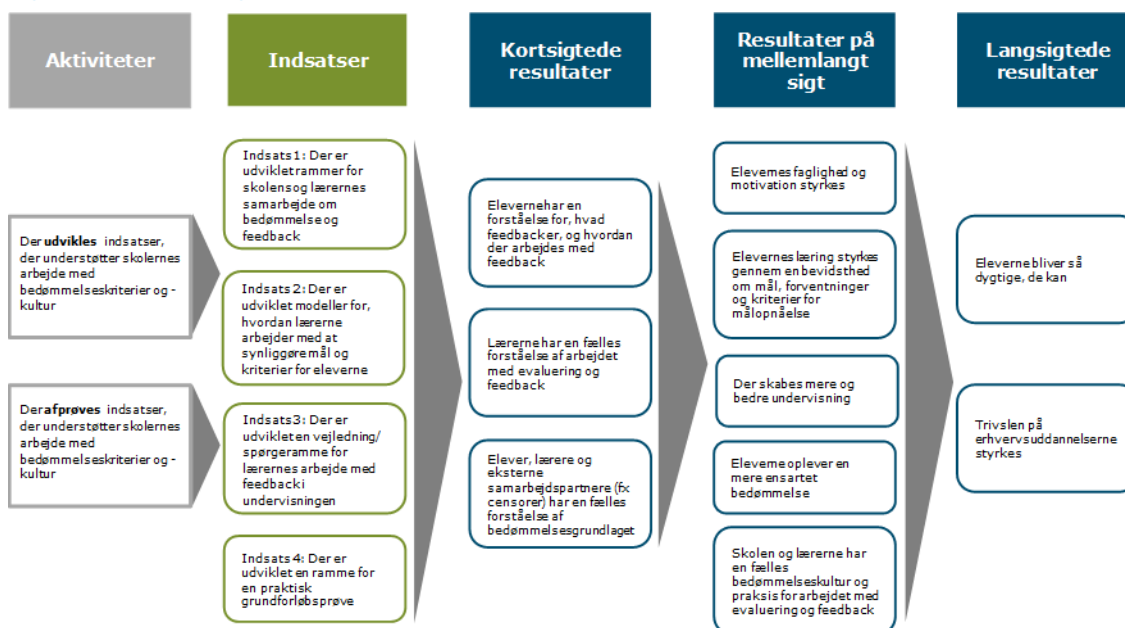 Aktiviteter
Indsatser
Kortsigtede
resultater
Resultater på
mellemlangt
sigt
Langsigtede
resultater
Der udvikles indsatser,
der understøtter skolernes
arbejde med
bedømmelseskriterier og -
kultur
Der afprøves indsatser,
der understøtter skolernes
arbejde med
bedømmelseskriterier og -
kultur
Indsats 1: Der er
udviklet rammer for
skolens og lærernes
samarbejde om
bedømmelse og
feedback
Indsats 2: Der er
udviklet modeller for,
hvordan lærerne
arbejder med at
synliggøre mål og
kriterier for eleverne
Indsats 3: Der er
udviklet en vejledning/
spørgeramme for
lærernes arbejde med
feedback i
undervisningen
Indsats 4: Der er
udviklet en ramme for
en praktisk
grundforløbsprøve
Eleverne har en
forståelse for, hvad
feedback er, og hvordan
der arbejdes med
feedback
Lærerne har en fælles
forståelse af arbejdet
med evaluering og
feedback
Elever, lærere og
eksterne
samarbejdspartnere (fx
censorer) har en fælles
forståelse af
bedømmelsesgrundlaget
Elevernes faglighed og
motivation styrkes
Elevernes læring styrkes
gennem en bevidsthed
om mål, forventninger
og kriterier for
målopnåelse
Der skabes mere og
bedre undervisning
Eleverne oplever en
mere ensartet
bedømmelse
Skolen og lærerne har
en fælles
bedømmelseskultur og
praksis for arbejdet med
evaluering og feedback
Eleverne bliver så
dygtige, de kan
Trivslen på
erhvervsuddannelserne
styrkes